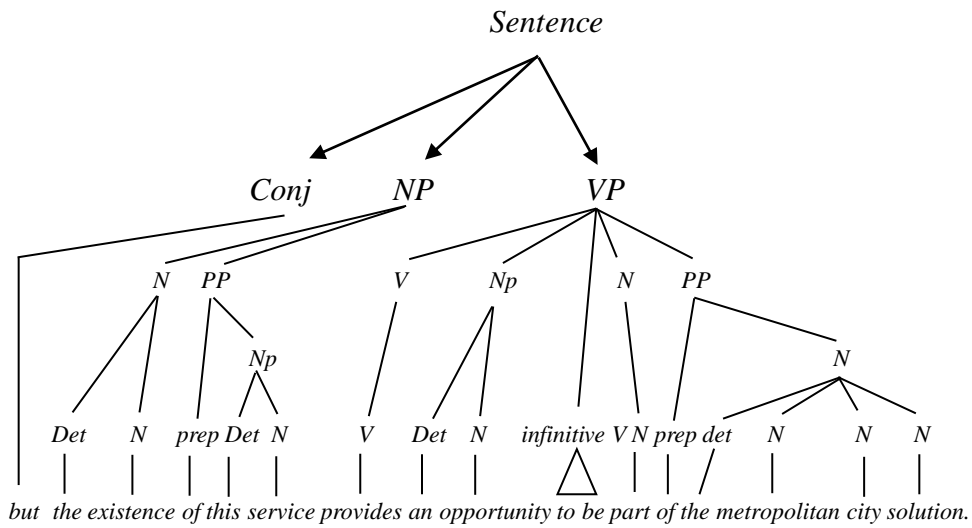 Sentence
Conj NP VP
N PP V Np N PP
Np N
Det N prep Det N V Det N infinitive V N prep det N N N
but the existence of this service provides an opportunity to be part of the metropolitan city solution.